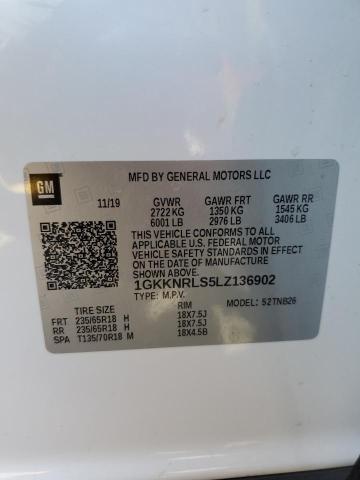 GM
MFD BY GENERAL MOTORS LLC
11/19 GVWR GAWR FRT GAWR RR
2722 KG 1350 KG 1545 KG
6001 LB 2976 LB 3406 LB
THIS VEHICLE CONFORMS TO ALL
APPLICABLE U.S. FEDERAL MOTOR
VEHICLE SAFETY STANDARDS IN
EFFECT ON THE DATE OF
MANUFACTURE SHOWN ABOVE.
1GKKNRLS5LZ136902
TYPE: M.P.V. MODEL: 52TNB26
TIRE SIZE RIM
FRT 235/65R18 H 18X7.5J
RR 235/65R18 H 18X7.5J
SPA T135/70R18 M 18X4.5B